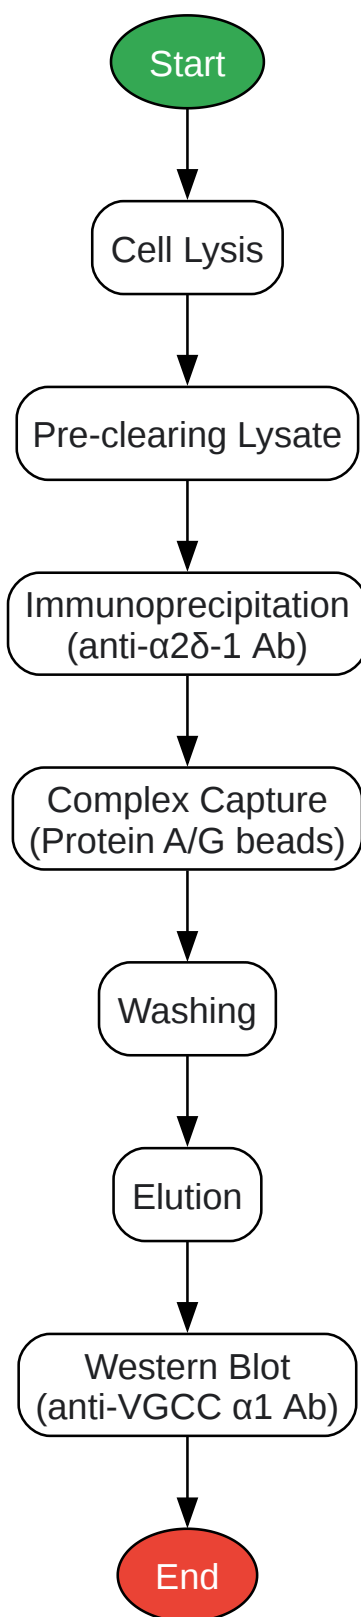 Start
Cell Lysis
Pre-clearing Lysate
Immunoprecipitation
(anti-α2δ-1 Ab)
Complex Capture
(Protein A/G beads)
Washing
Elution
Western Blot
(anti-VGCC α1 Ab)
End